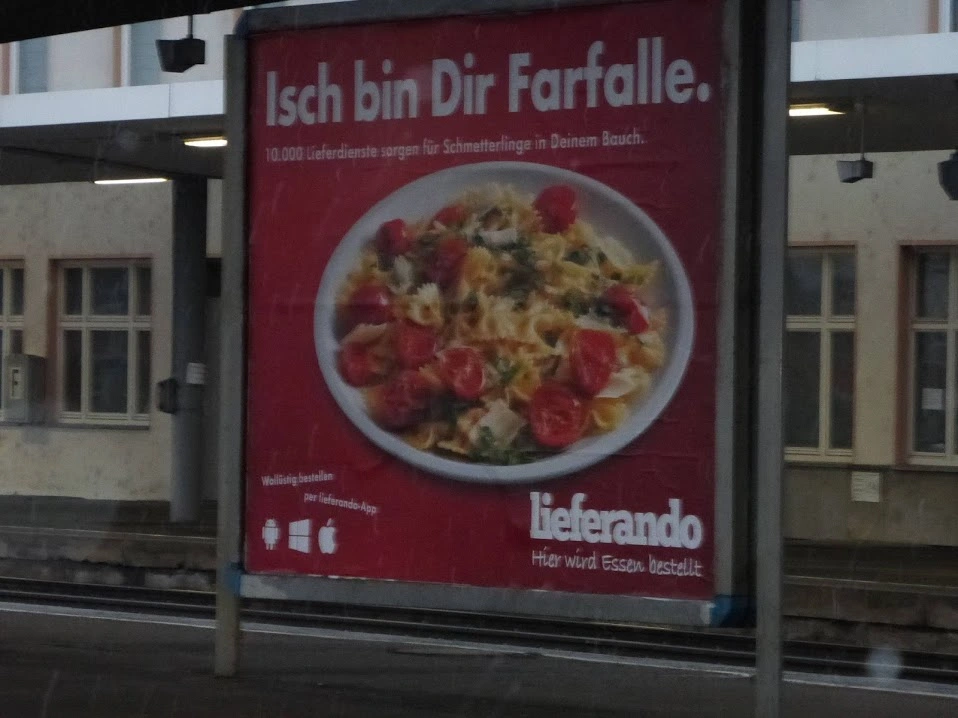 Isch bin Dir Farfalle.
10.000 Lieferdienste sorgen für Schmetterlinge in Deinem Bauch.
Wollüstig bestellen
per lieferando-App
lieferando
Hier wird Essen bestellt